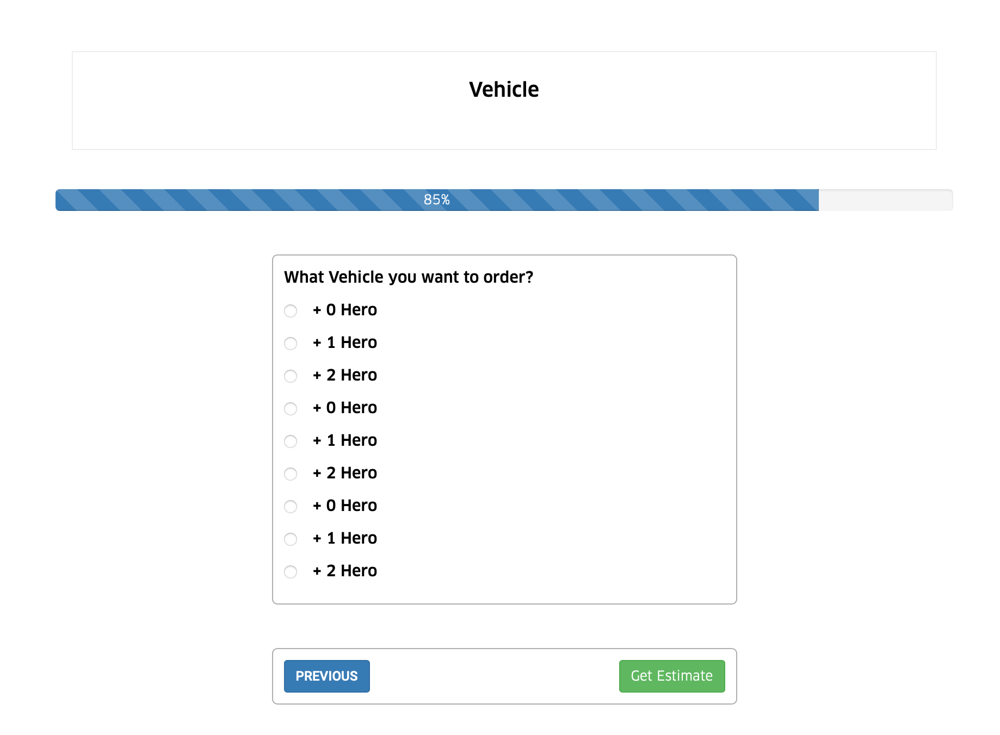 Vehicle
85%
What Vehicle you want to order?
+ 0 Hero
+ 1 Hero
+ 2 Hero
+ 0 Hero
+ 1 Hero
+ 2 Hero
+ 0 Hero
+ 1 Hero
+ 2 Hero
PREVIOUS
Get Estimate